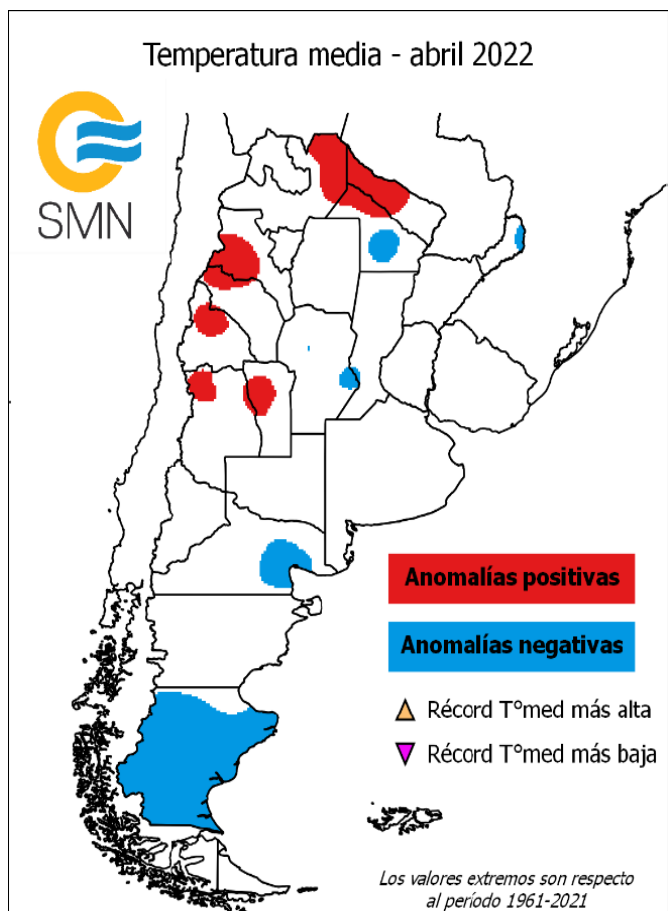 Temperatura media - abril 2022
SMN
Anomalías positivas
Anomalías negativas
Récord T°med más alta
Récord T°med más baja
Los valores extremos son respecto
al período 1961-2021